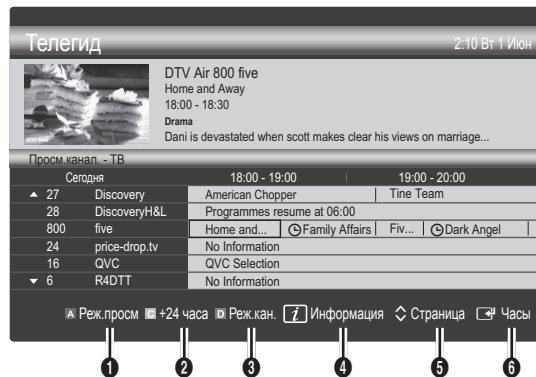 Телегид 2:10 Вт 1 Июн
DTV Air 800 five
Home and Away
18:00 - 18:30
Drama
Dani is devastated when scott makes clear his views on marriage...
800 five
Просм.канал. - ТВ
Сегодня 18:00 - 19:00 19:00 - 20:00
▲ 27 Discovery American Chopper Tine Team
28 DiscoveryH&L Programmes resume at 06:00
800 five Home and... Family Affairs Fiv... Dark Angel
24 price-drop.tv No Information
16 QVC QVC Selection
▼ 6 R4DTT No Information
A Реж.просм C +24 часа D Реж.кан. i Информация Страница Часы
1 2 3 4 5 6